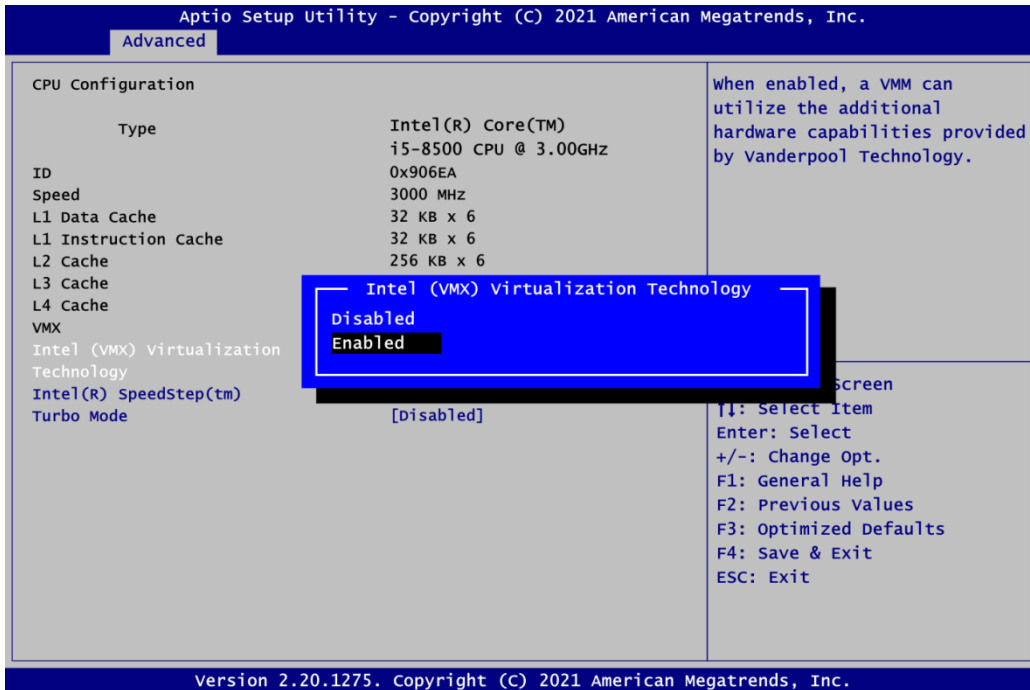 Aptio Setup Utility - Copyright (C) 2021 American Megatrends, Inc.
Advanced
CPU Configuration
Type Intel(R) Core(TM)
i5-8500 CPU @ 3.00GHz
ID 0x906EA
Speed 3000 MHz
L1 Data Cache 32 KB x 6
L1 Instruction Cache 32 KB x 6
L2 Cache 256 KB x 6
L3 Cache
L4 Cache
VMX
Intel (VMX) Virtualization
Technology
Intel(R) SpeedStep(tm)
Turbo Mode [Disabled]
Intel (VMX) Virtualization Technology
Disabled
Enabled
When enabled, a VMM can
utilize the additional
hardware capabilities provided
by Vanderpool Technology.
Screen
↑↓: Select Item
Enter: Select
+/-: Change Opt.
F1: General Help
F2: Previous Values
F3: Optimized Defaults
F4: Save & Exit
ESC: Exit
Version 2.20.1275. Copyright (C) 2021 American Megatrends, Inc.